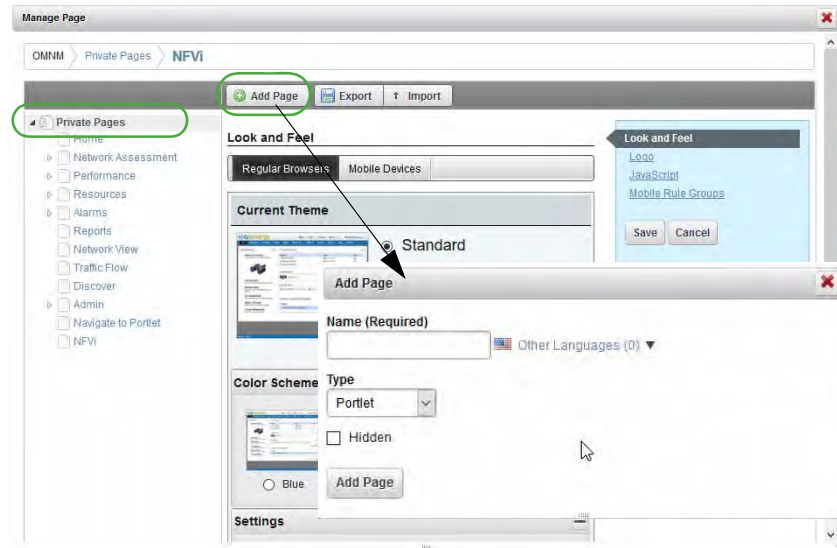 Manage Page
OMNM Private Pages NFVi
Add Page Export Import
Private Pages
Home
Network Assessment
Performance
Resources
Alarms
Reports
Network View
Traffic Flow
Discover
Admin
Navigate to Portlet
NFVi
Look and Feel
Regular Browsers Mobile Devices
Current Theme
Standard
Color Scheme
Blue
Settings
Look and Feel
Logo
JavaScript
Mobile Rule Groups
Save Cancel
Add Page
Name (Required)
Other Languages (0)
Type
Portlet
Hidden
Add Page